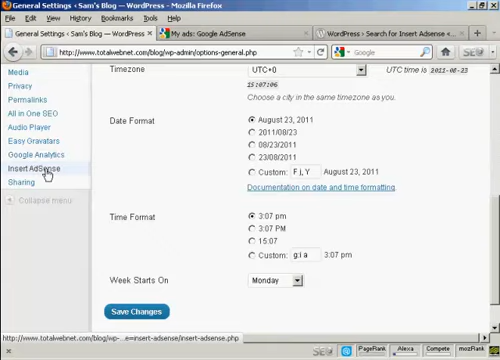 General Settings ‹ Sam's Blog — WordPress - Mozilla Firefox
File Edit View History Bookmarks Tools Help
General Settings ‹ Sam's Blog — WordPress
My ads: Google AdSense
WordPress › Search for Insert Adsense ‹
http://www.totalwebnet.com/blog/wp-admin/options-general.php
Google
Media
Privacy
Permalinks
All in One SEO
Audio Player
Easy Gravatars
Google Analytics
Insert AdSense
Sharing
Collapse menu
Timezone
UTC+0
UTC time is 2011-08-23
15:07:06
Choose a city in the same timezone as you.
Date Format
August 23, 2011
2011/08/23
08/23/2011
23/08/2011
Custom: F j, Y August 23, 2011
Documentation on date and time formatting.
Time Format
3:07 pm
3:07 PM
15:07
Custom: g:i a 3:07 pm
Week Starts On
Monday
Save Changes
http://www.totalwebnet.com/blog/wp-...e=insert-adsense/insert-adsense.php
PageRank
Alexa
Compete
mozRank